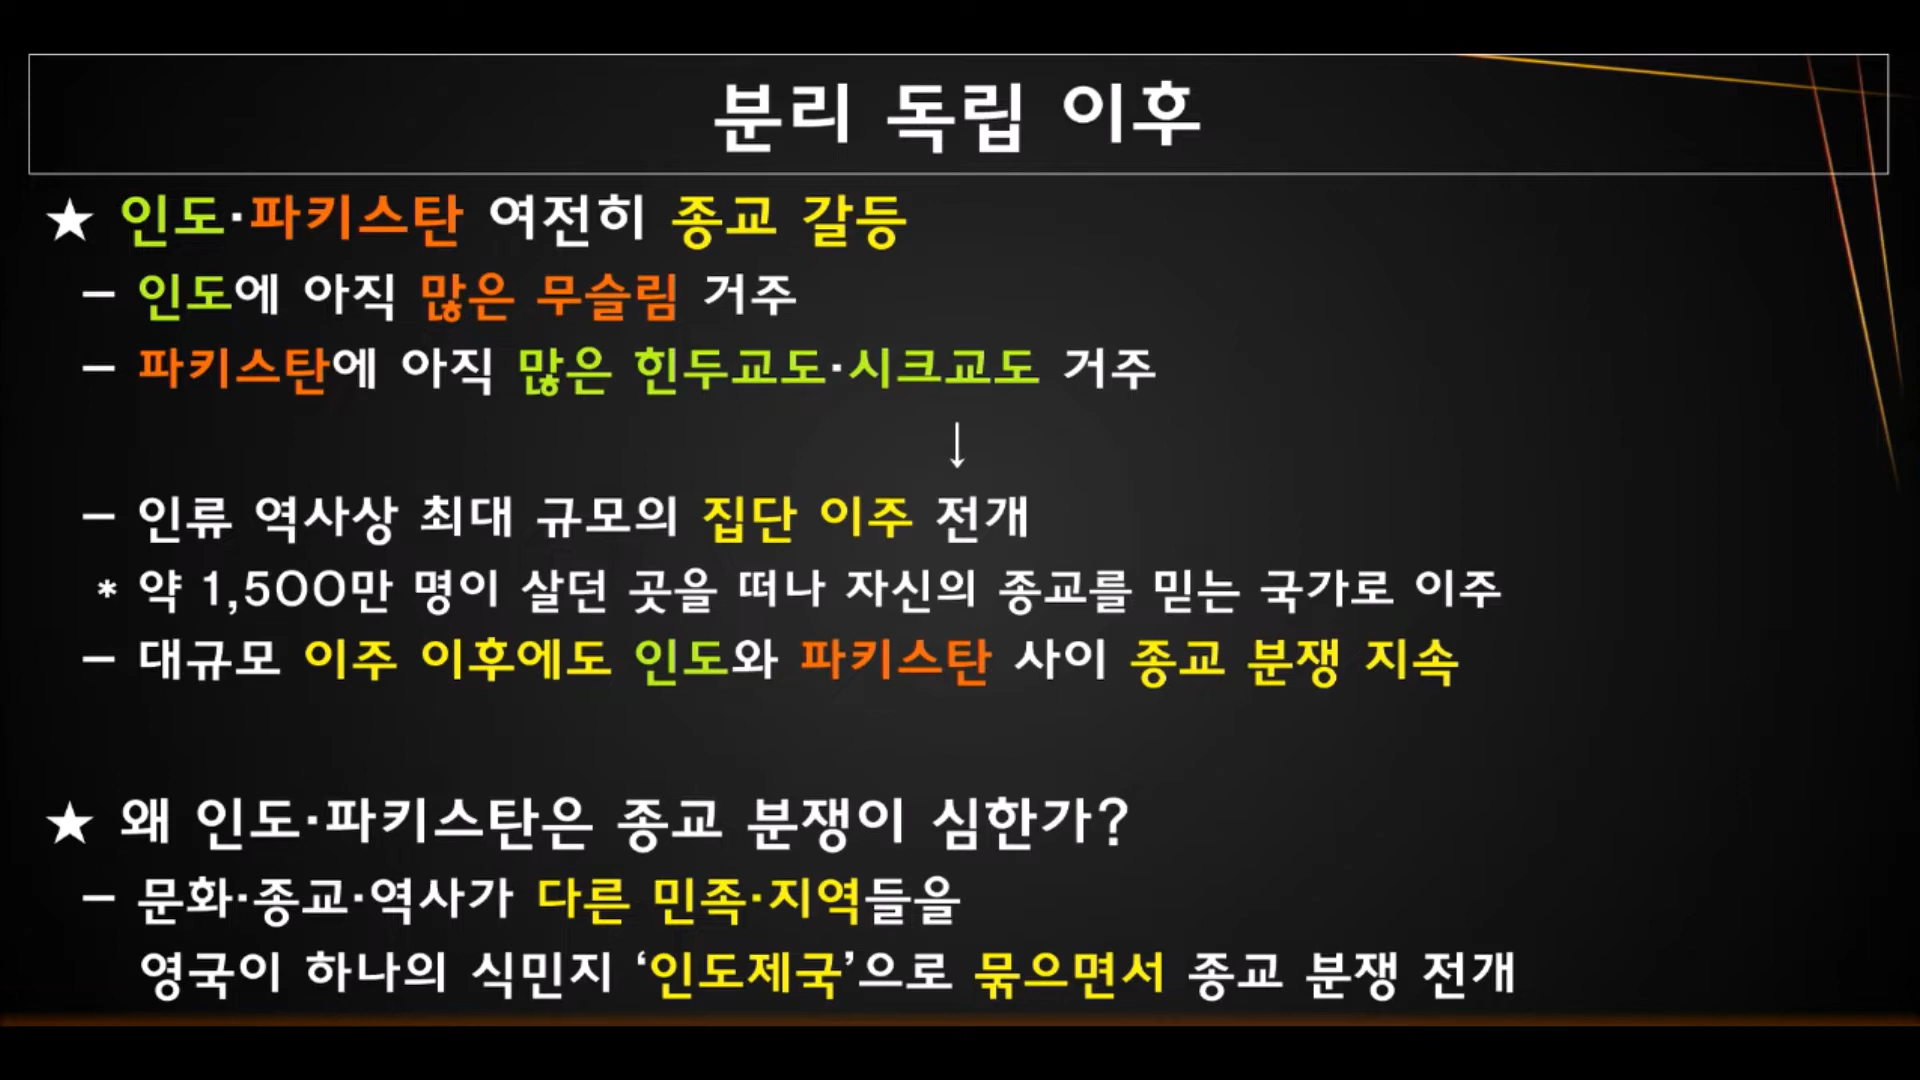 분리 독립 이후
★ 인도·파키스탄 여전히 종교 갈등
– 인도에 아직 많은 무슬림 거주
– 파키스탄에 아직 많은 힌두교도·시크교도 거주
↓
– 인류 역사상 최대 규모의 집단 이주 전개
* 약 1,500만 명이 살던 곳을 떠나 자신의 종교를 믿는 국가로 이주
– 대규모 이주 이후에도 인도와 파키스탄 사이 종교 분쟁 지속
★ 왜 인도·파키스탄은 종교 분쟁이 심한가?
– 문화·종교·역사가 다른 민족·지역들을
영국이 하나의 식민지 ‘인도제국’으로 묶으면서 종교 분쟁 전개